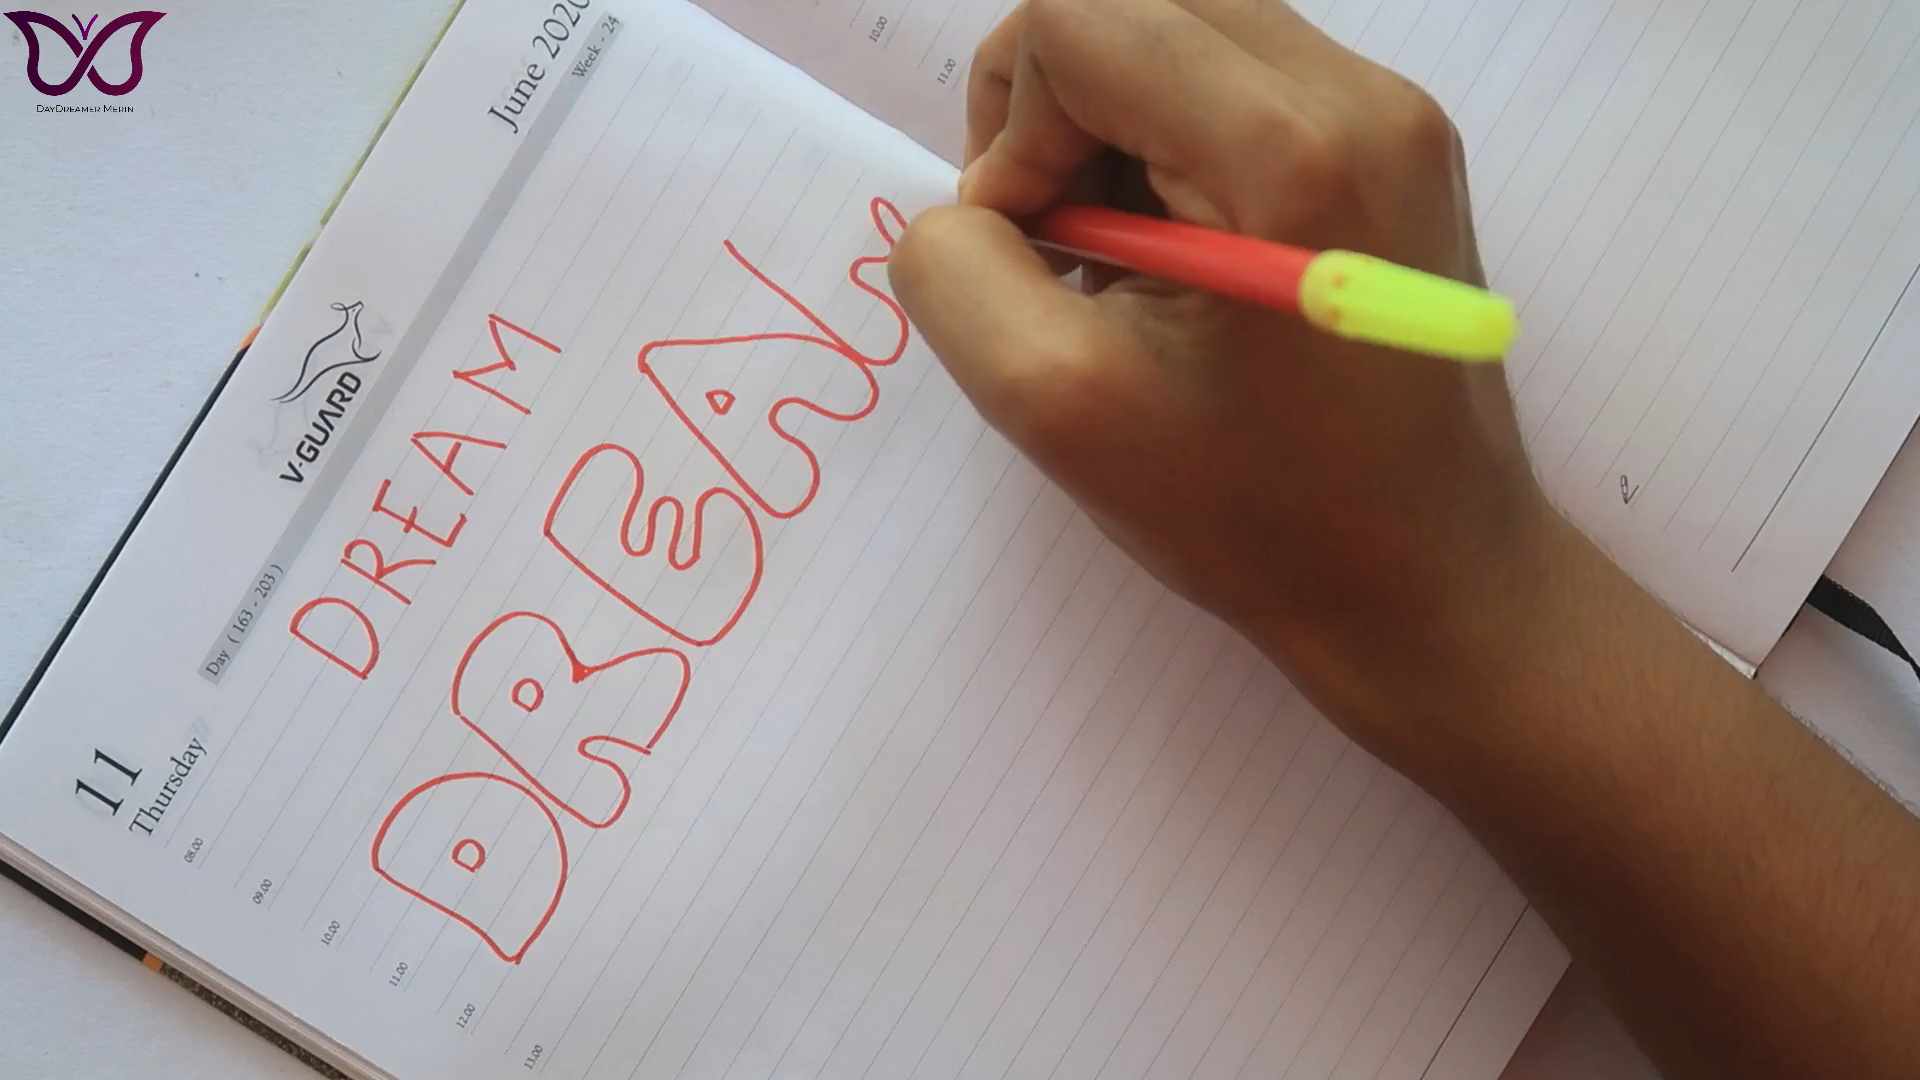 DAYDREAMER MERIN
June 2020
Week - 24
V-GUARD
Day ( 163 - 203 )
11
Thursday
DREAM
DREAM
08.00
09.00
10.00
11.00
12.00
13.00
10.00
11.00